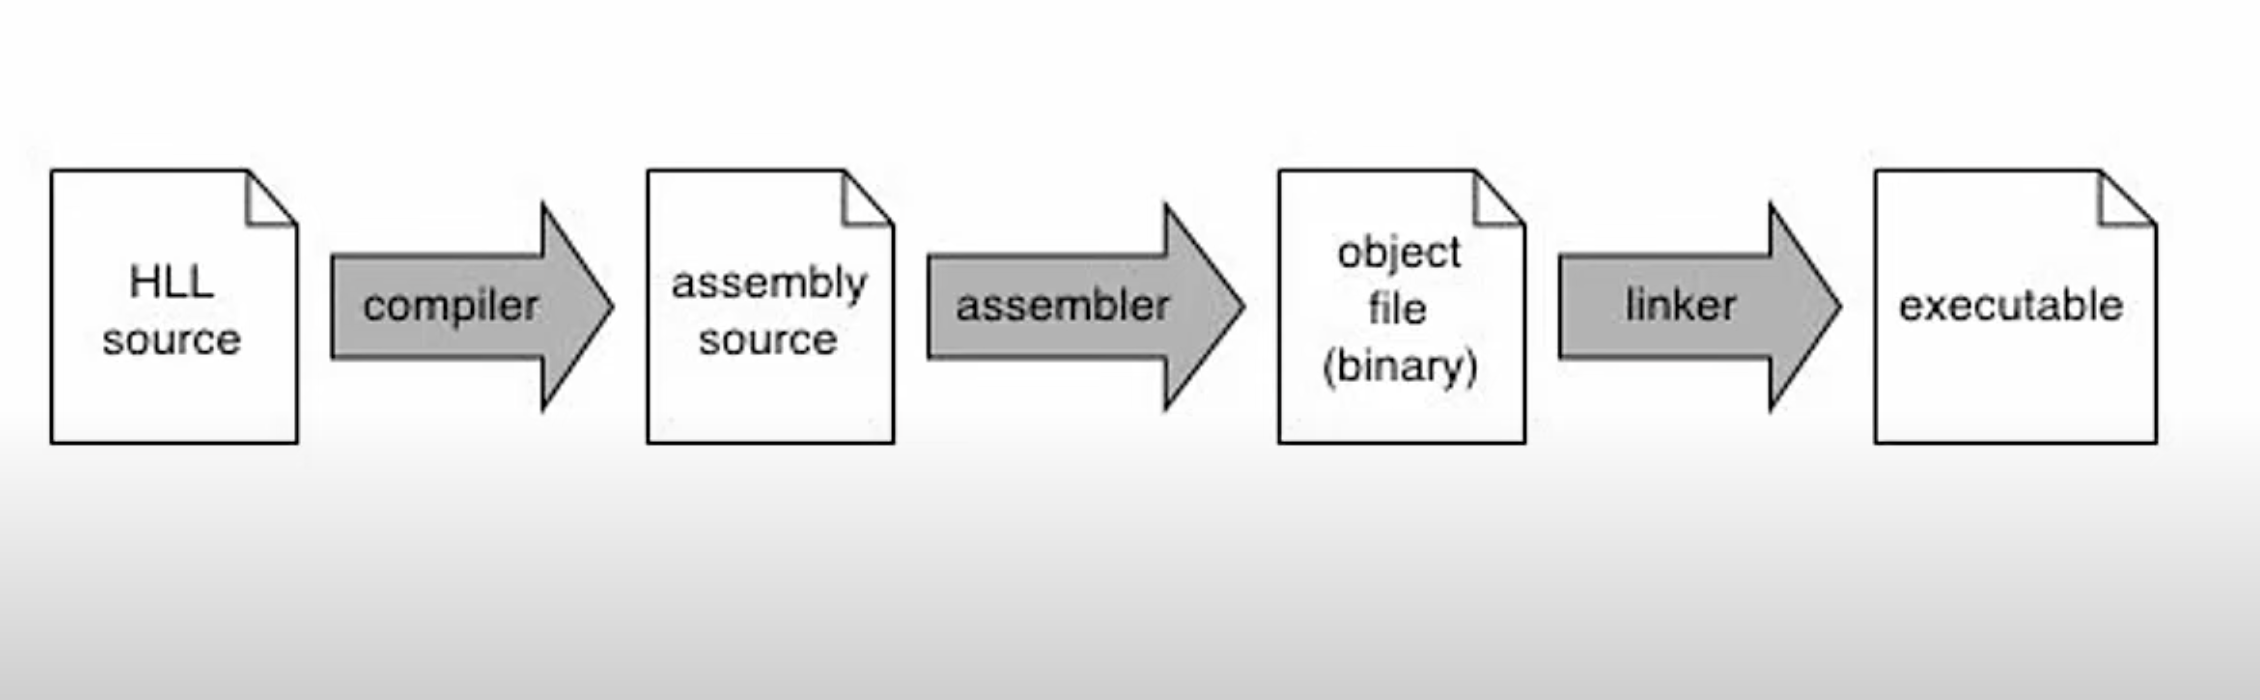 HLL
source
compiler
assembly
source
assembler
object
file
(binary)
linker
executable